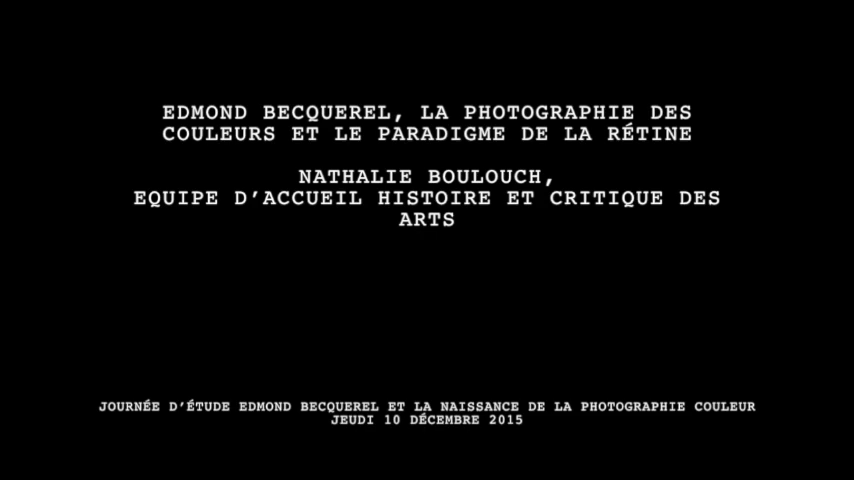 EDMOND BECQUEREL, LA PHOTOGRAPHIE DES
COULEURS ET LE PARADIGME DE LA RÉTINE
NATHALIE BOULOUCH,
EQUIPE D’ACCUEIL HISTOIRE ET CRITIQUE DES
ARTS
JOURNÉE D’ÉTUDE EDMOND BECQUEREL ET LA NAISSANCE DE LA PHOTOGRAPHIE COULEUR
JEUDI 10 DÉCEMBRE 2015